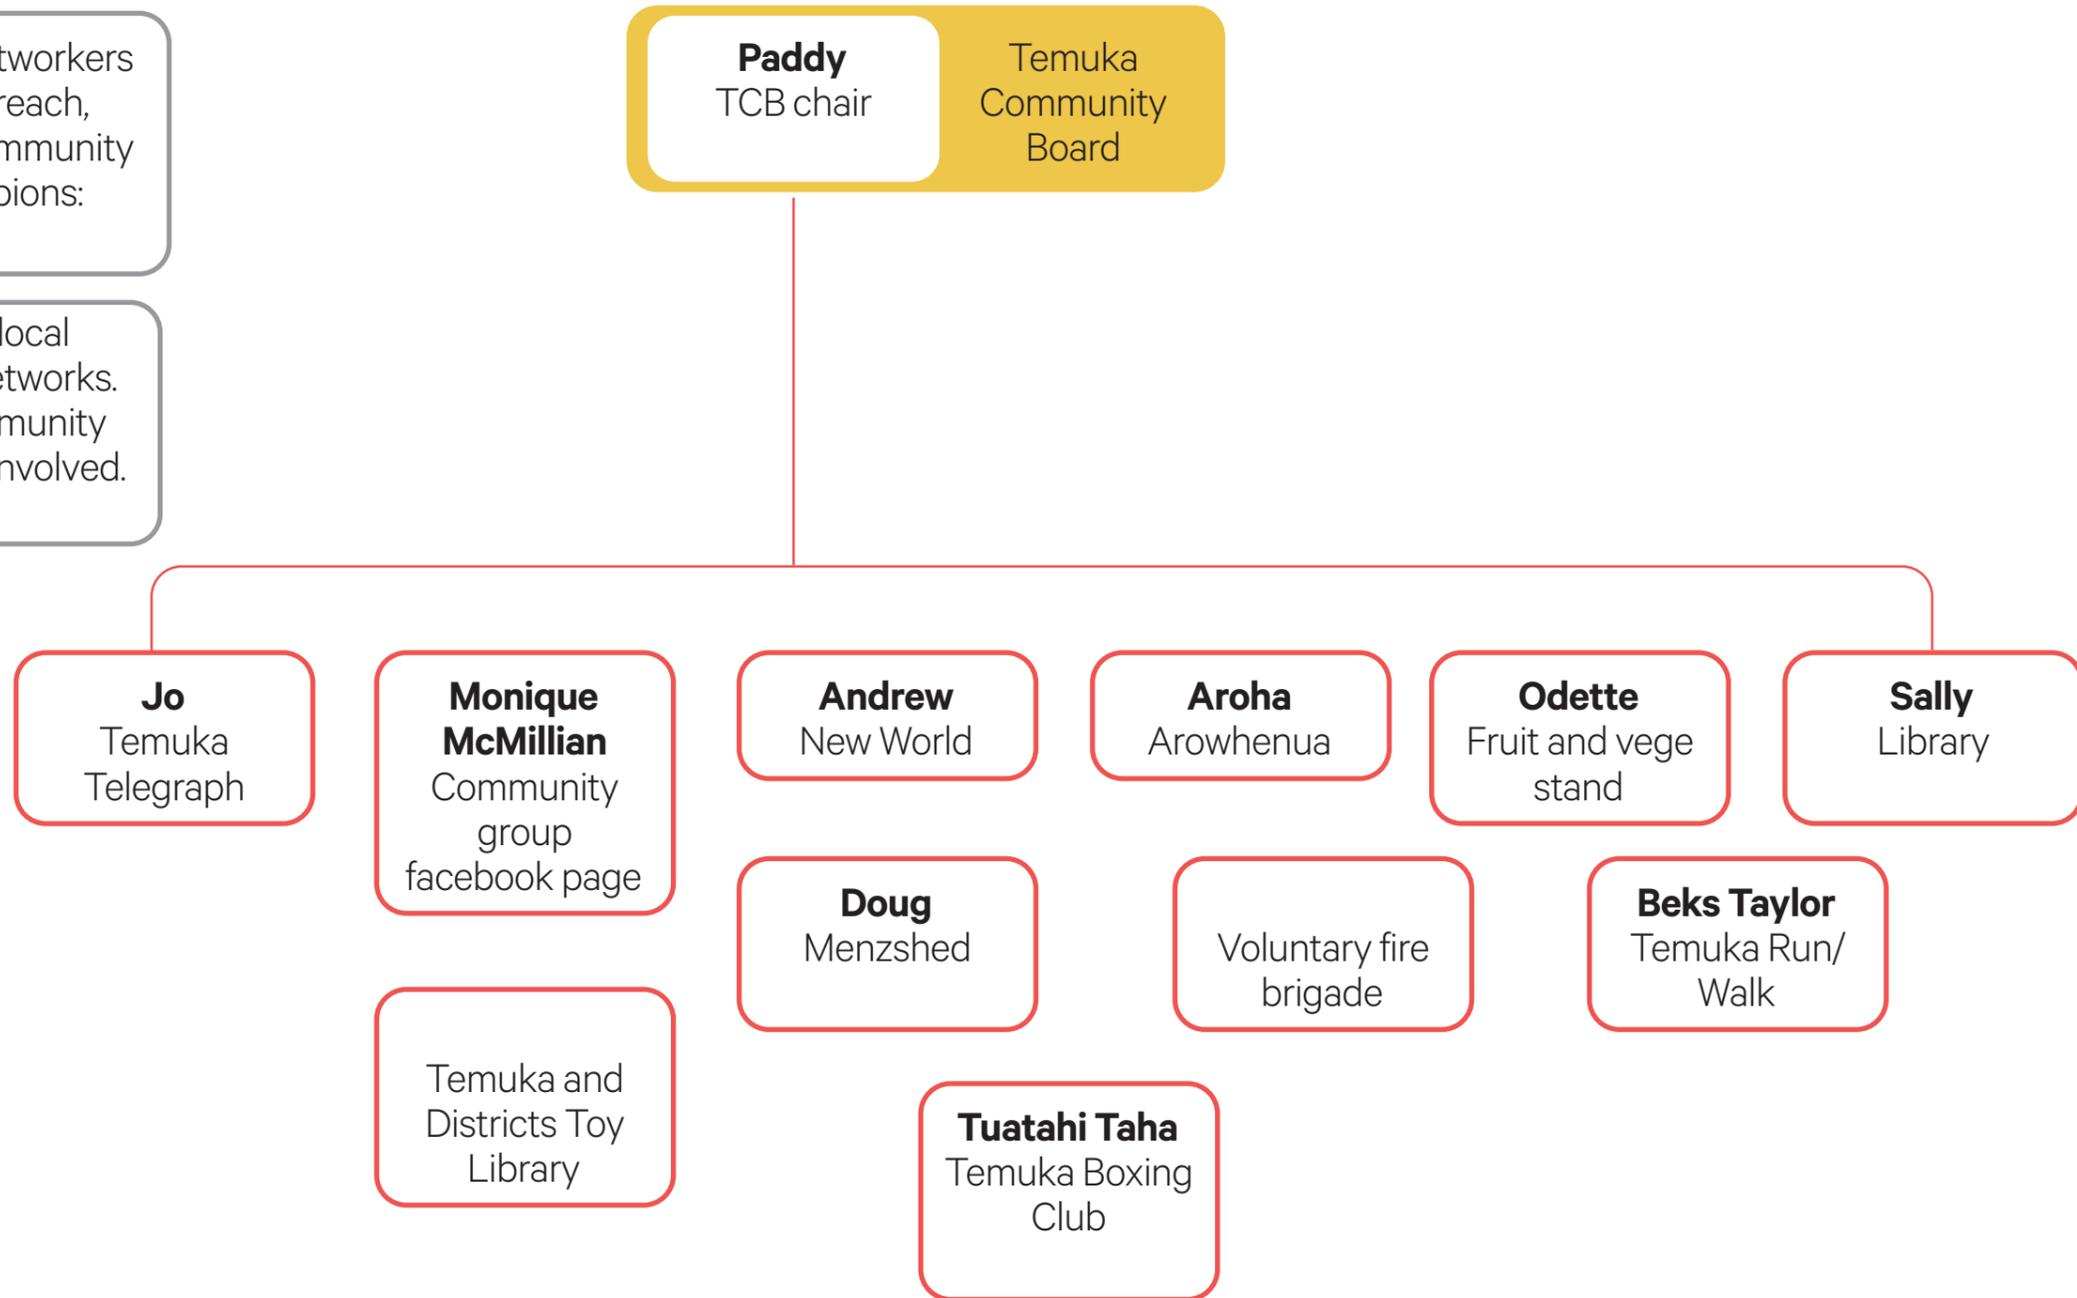 reach,
Paddy
TCB chair
Temuka
Community
Board
local
Jo
Temuka
Telegraph
Monique
McMillian
Community
group
facebook page
Andrew
New World
Aroha
Arowhenua
Odette
Fruit and vege
stand
Sally
Library
Doug
Menzshed
Voluntary fire
brigade
Beks Taylor
Temuka Run/
Walk
Temuka and
Districts Toy
Library
Tuatahi Taha
Temuka Boxing
Club